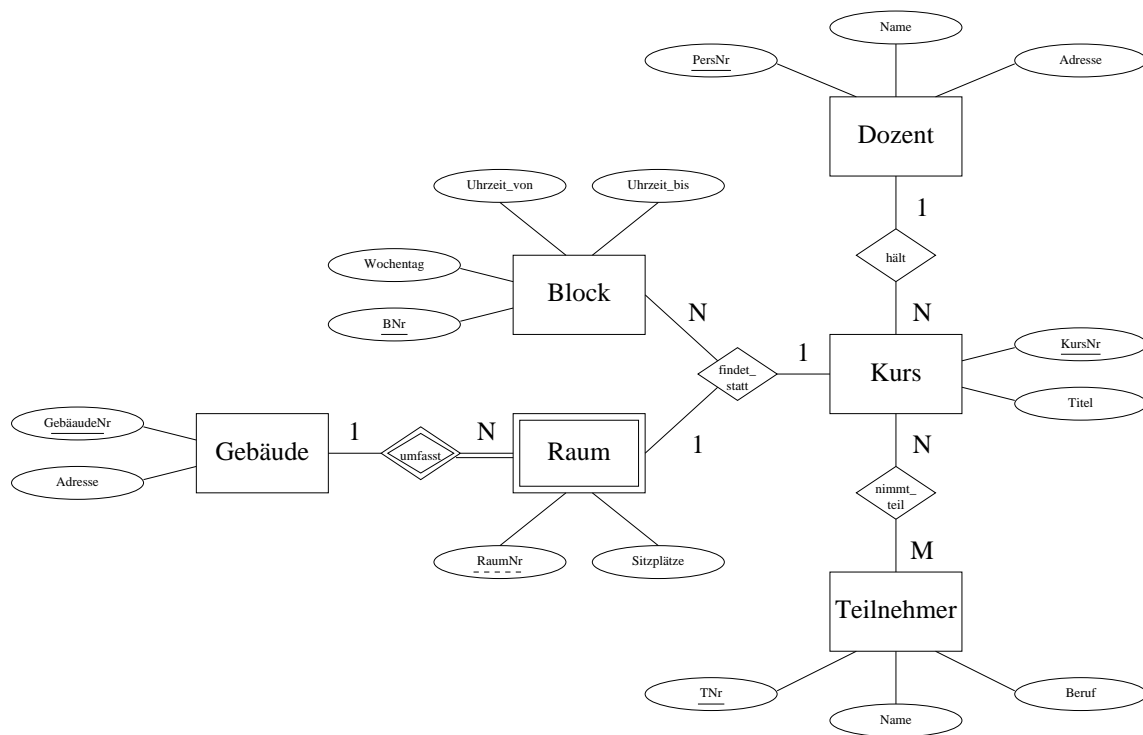 Name
PersNr
Adresse
Dozent
1
hält
N
Uhrzeit_von
Uhrzeit_bis
Wochentag
BNr
Block
N
findet_
statt
1
Kurs
KursNr
Titel
GebäaudeNr
Adresse
Gebäude
1
umfasst
N
Raum
1
RaumNr
Sitzplätze
N
nimmt_
teil
M
Teilnehmer
TNr
Name
Beruf